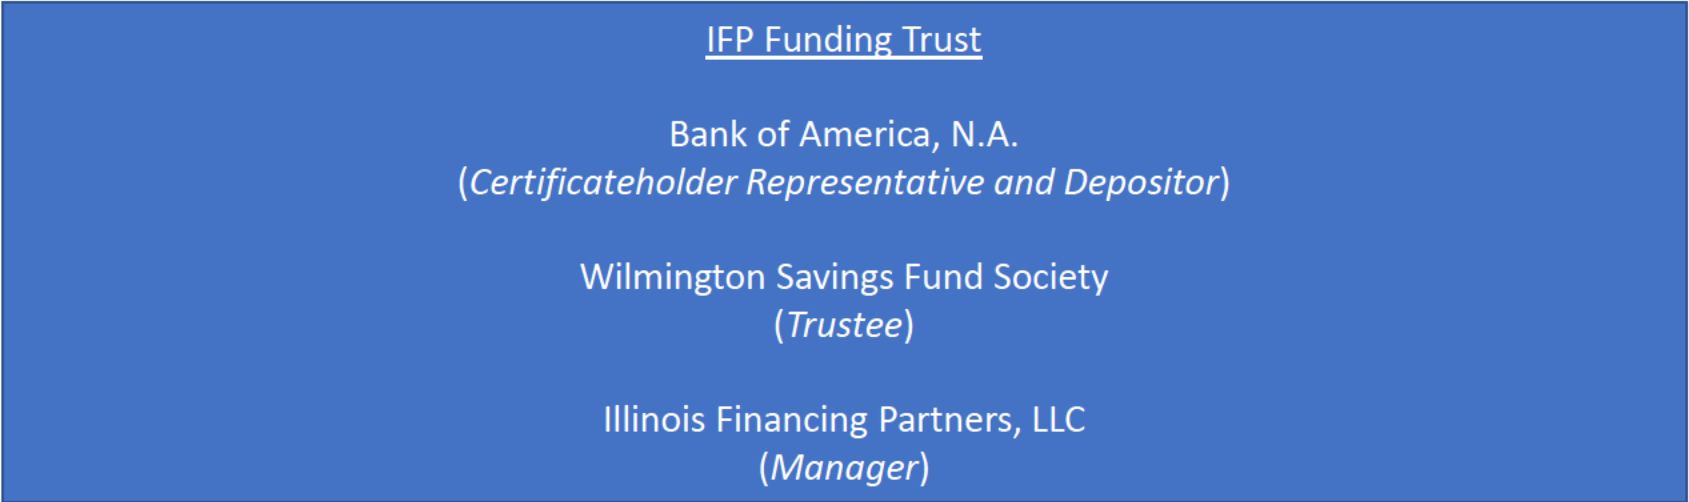 IFP Funding Trust
Bank of America, N.A.
(Certificateholder Representative and Depositor)
Wilmington Savings Fund Society
(Trustee)
Illinois Financing Partners, LLC
(Manager)